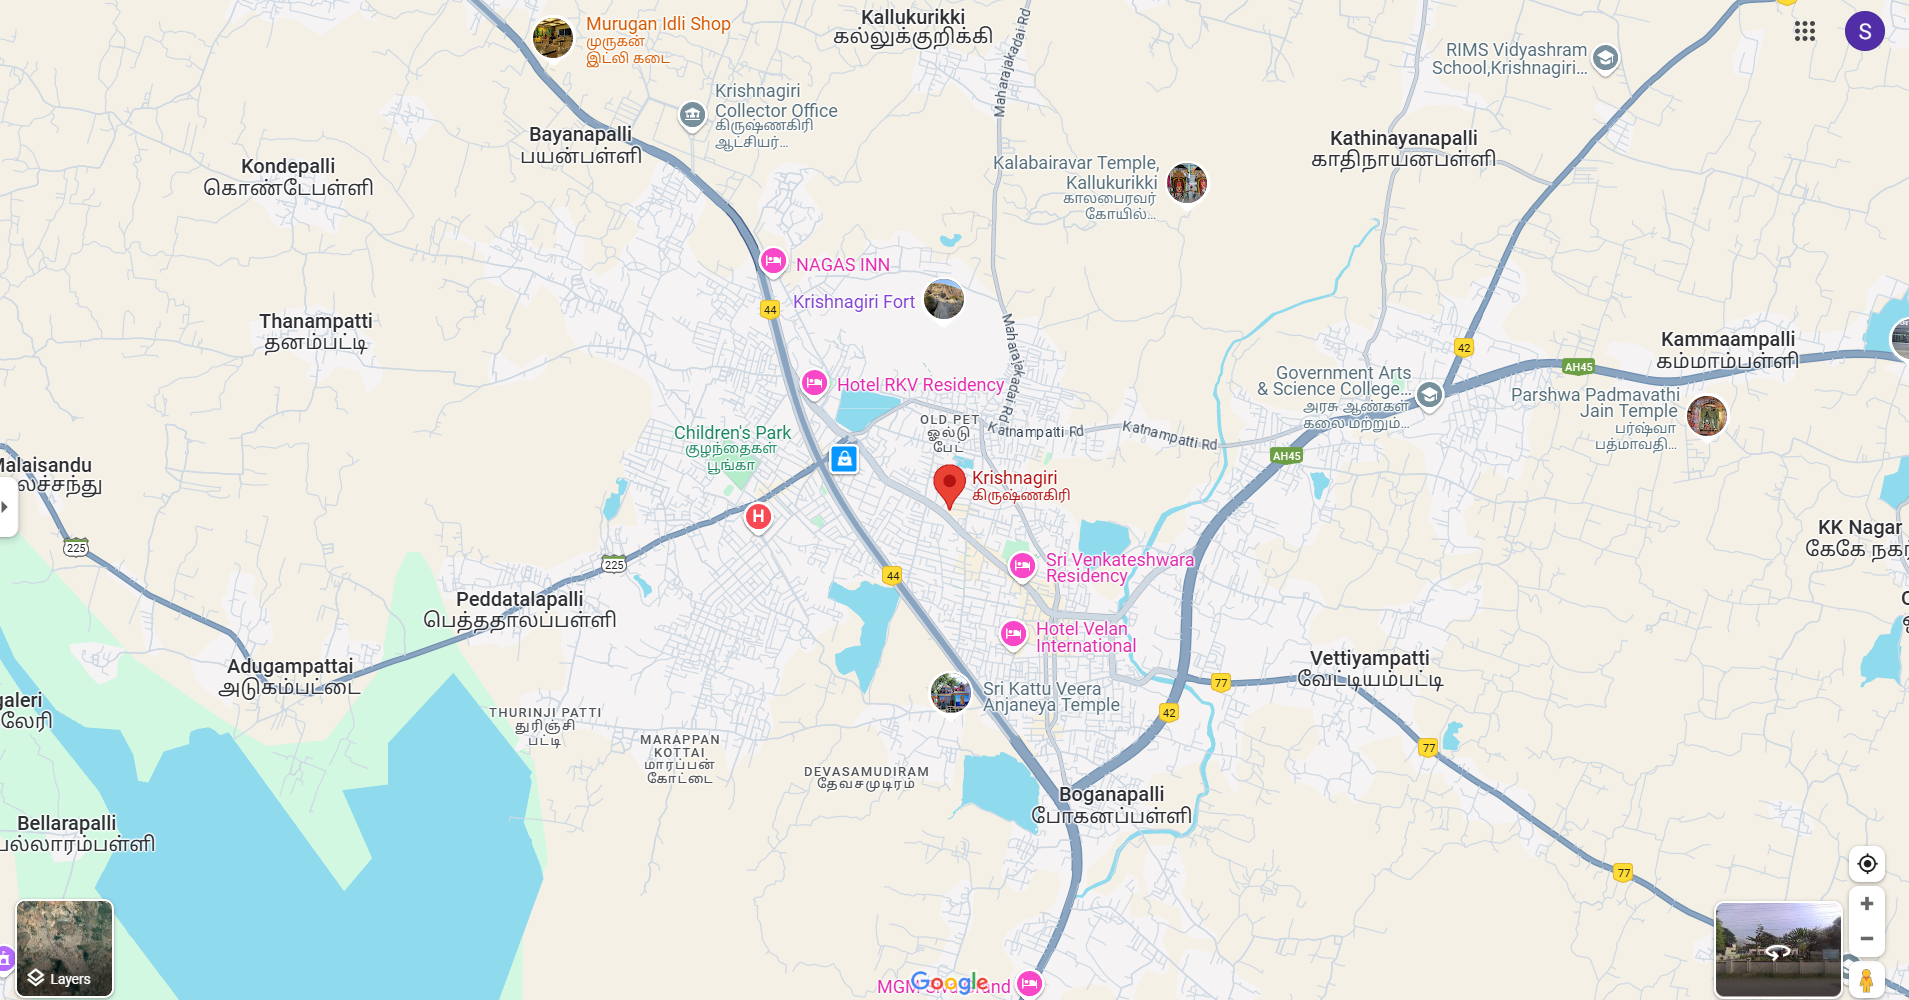 Murugan Idli Shop
முருகன்
இட்லி கடை
Kallukurikki
கல்லுக்குறிக்கி
Maharajakadai Rd
RIMS Vidyashram
School,Krishnagiri...
S
Krishnagiri
Collector Office
கிருஷ்ணகிரி
ஆட்சியர்...
Bayanapalli
பயன்பள்ளி
Kathinayanapalli
காதிநாயனபள்ளி
Kondepalli
கொண்டேபள்ளி
Kalabairavar Temple,
Kallukurikki
காலபைரவர்
கோயில்...
NAGAS INN
Krishnagiri Fort
44
Thanampatti
தனம்பட்டி
Maharajakadai Rd
42
Kammaampalli
கம்மாம்பள்ளி
AH45
Hotel RKV Residency
Government Arts
& Science College...
அரசு ஆண்கள்
கலை மற்றும்...
Parshwa Padmavathi
Jain Temple
பர்ஷ்வா
பத்மாவதி...
OLD PET
ஓல்டு
பேட்
Katnampatti Rd
Katnampatti Rd
Children's Park
குழந்தைகள்
பூங்கா
AH45
Malaisandu
லைச்சந்து
Krishnagiri
கிருஷ்ணகிரி
H
KK Nagar
கேகே நகர்
225
225
44
Sri Venkateshwara
Residency
Peddatalapalli
பெத்ததாலப்பள்ளி
Hotel Velan
International
Adugampattai
அடுகம்பட்டை
Vettiyampatti
வேட்டியம்பட்டி
77
Sri Kattu Veera
Anjaneya Temple
galeri
லேரி
42
THURINJI PATTI
துரிஞ்சி
பட்டி
MARAPPAN
KOTTAI
மாரப்பன்
கோட்டை
77
DEVASAMUDIRAM
தேவசமுடிரம்
Boganapalli
போகனப்பள்ளி
Bellarapalli
பல்லாரம்பள்ளி
77
Layers
Google
MGM